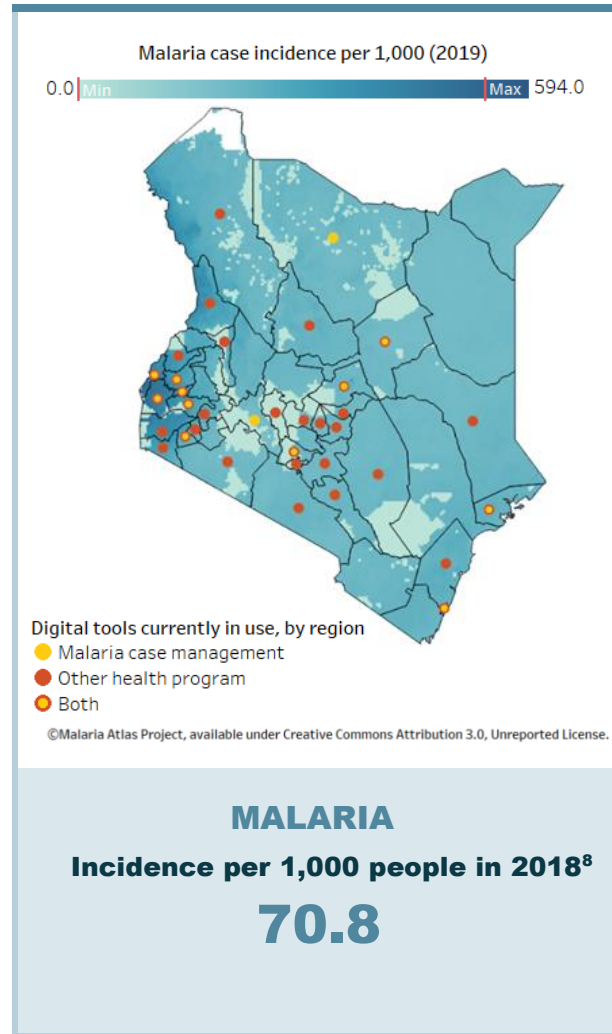 Malaria case incidence per 1,000 (2019)
0.0 Min Max 594.0
Digital tools currently in use, by region
Malaria case management
Other health program
Both
©Malaria Atlas Project, available under Creative Commons Attribution 3.0, Unreported License.
MALARIA
Incidence per 1,000 people in 2018⁸
70.8